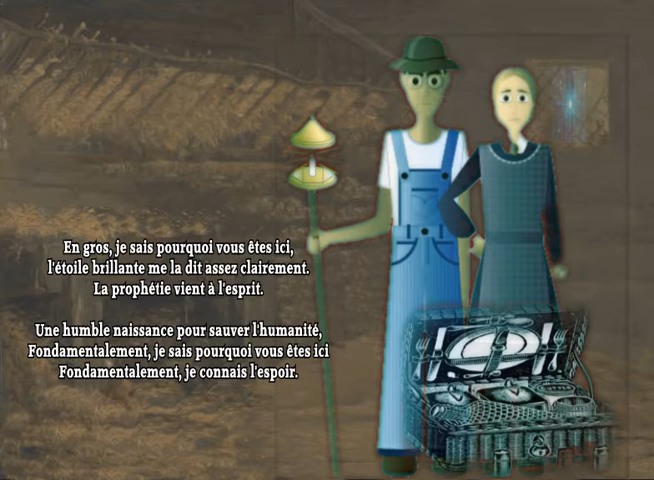 En gros, je sais pourquoi vous êtes ici,
l'étoile brillante me la dit assez clairement.
La prophétie vient à l'esprit.
Une humble naissance pour sauver l'humanité,
Fondamentalement, je sais pourquoi vous êtes ici
Fondamentalement, je connais l'espoir.